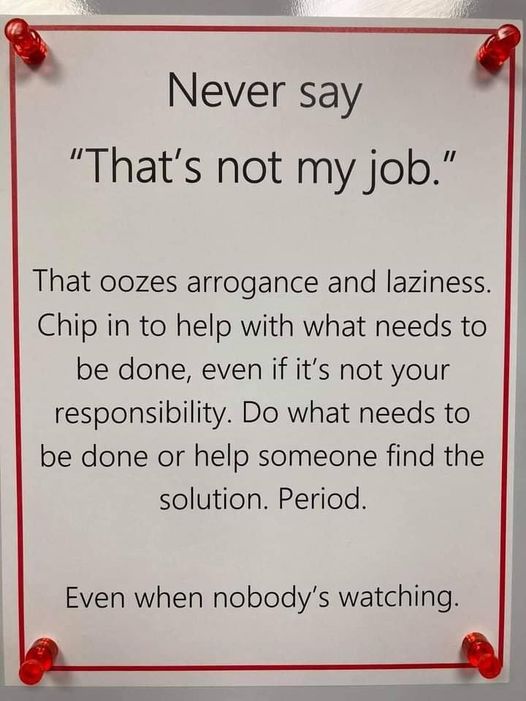 Never say
“That’s not my job.”
That oozes arrogance and laziness.
Chip in to help with what needs to
be done, even if it’s not your
responsibility. Do what needs to
be done or help someone find the
solution. Period.
Even when nobody’s watching.